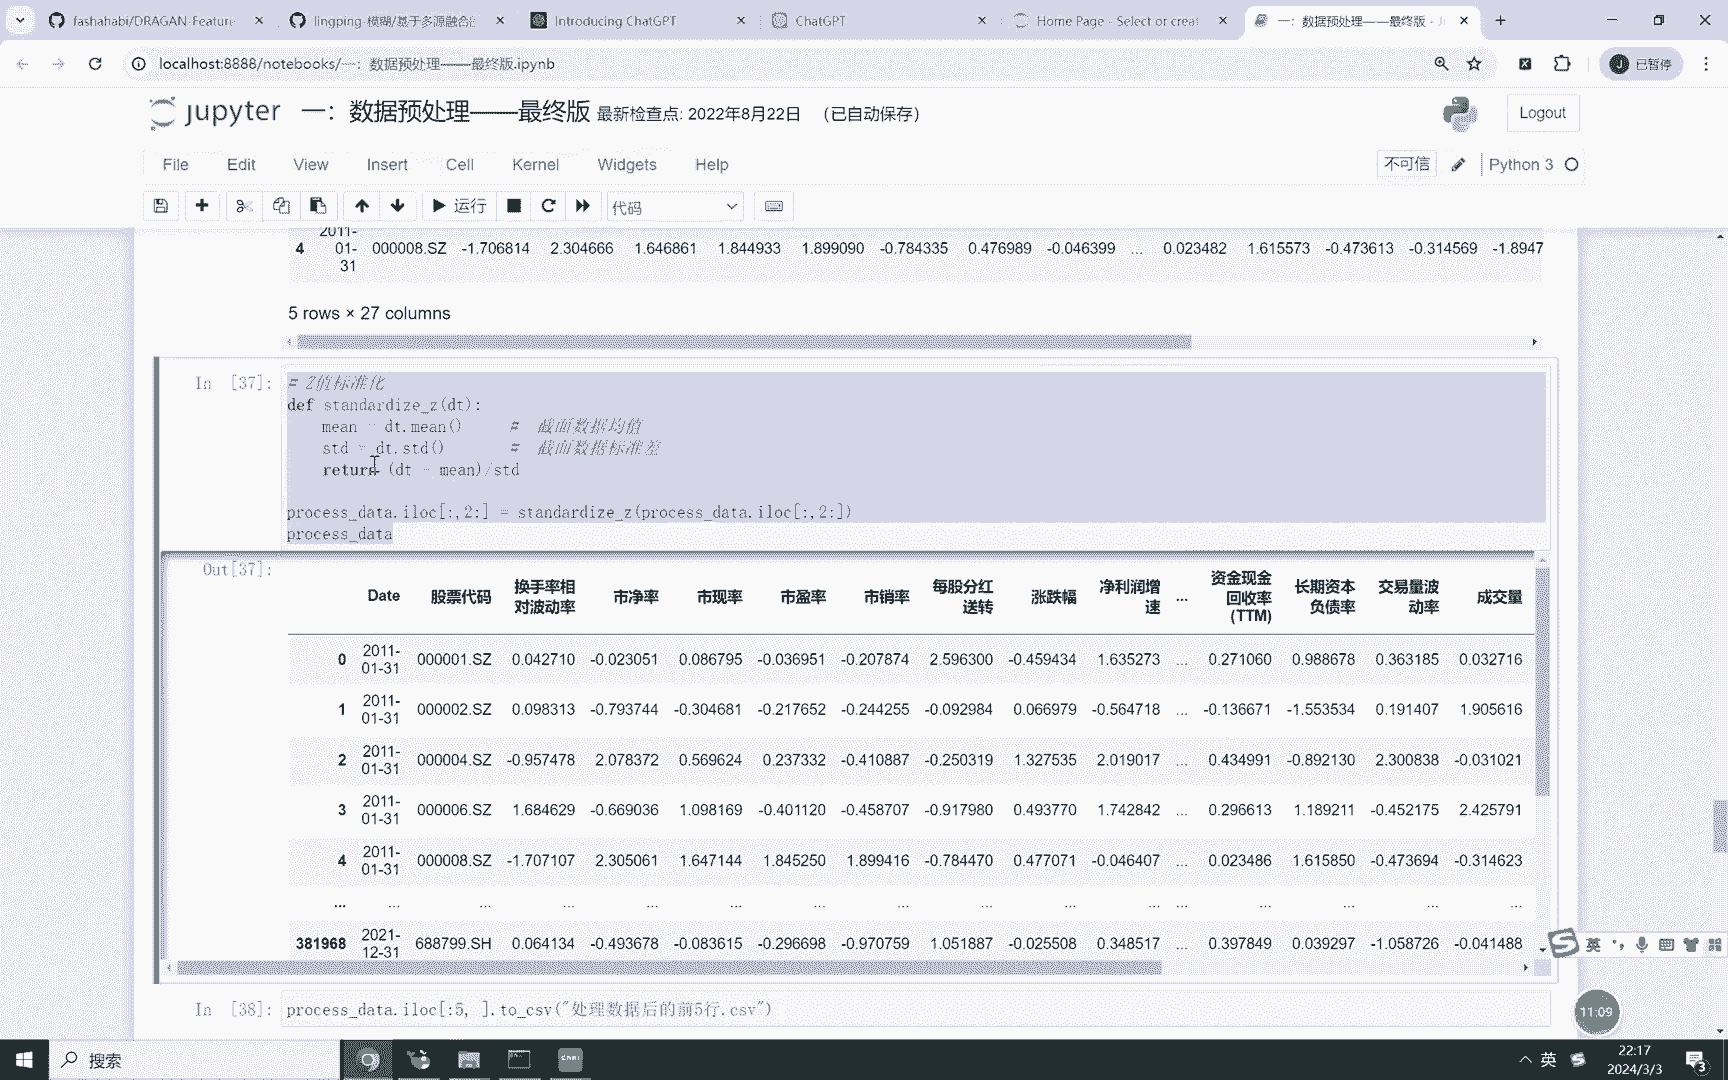 fashahabi/DRAGAN-Feature
lingping-模糊/基于多源融合
Introducing ChatGPT
ChatGPT
Home Page - Select or creat
一：数据预处理——最终版 - J
localhost:8888/notebooks/一：数据预处理——最终版.ipynb
J 已暂停
jupyter 一：数据预处理——最终版 最新检查点: 2022年8月22日 （已自动保存）
Logout
File Edit View Insert Cell Kernel Widgets Help
不可信 Python 3
运行 代码
4 2011-01-31 000008.SZ -1.706814 2.304666 1.646861 1.844933 1.899090 -0.784335 0.476989 -0.046399 ... 0.023482 1.615573 -0.473613 -0.314569 -1.8947
5 rows × 27 columns
In [37]:
# Z值标准化
def standardize_z(dt):
mean = dt.mean() # 截面数据均值
std = dt.std() # 截面数据标准差
return (dt - mean)/std
process_data.iloc[:,2:] = standardize_z(process_data.iloc[:,2:])
process_data
Out[37]:
Date 股票代码 换手率相对波动率 市净率 市现率 市盈率 市销率 每股分红送转 涨跌幅 净利润增速 ... 资金现金回收率(TTM) 长期资本负债率 交易量波动率 成交量
0 2011-01-31 000001.SZ 0.042710 -0.023051 0.086795 -0.036951 -0.207874 2.596300 -0.459434 1.635273 ... 0.271060 0.988678 0.363185 0.032716
1 2011-01-31 000002.SZ 0.098313 -0.793744 -0.304681 -0.217652 -0.244255 -0.092984 0.066979 -0.564718 ... -0.136671 -1.553534 0.191407 1.905616
2 2011-01-31 000004.SZ -0.957478 2.078372 0.569624 0.237332 -0.410887 -0.250319 1.327535 2.019017 ... 0.434991 -0.892130 2.300838 -0.031021
3 2011-01-31 000006.SZ 1.684629 -0.669036 1.098169 -0.401120 -0.458707 -0.917980 0.493770 1.742842 ... 0.296613 1.189211 -0.452175 2.425791
4 2011-01-31 000008.SZ -1.707107 2.305061 1.647144 1.845250 1.899416 -0.784470 0.477071 -0.046407 ... 0.023486 1.615850 -0.473694 -0.314623
... ... ... ... ... ... ... ... ... ... ... ... ... ... ... ...
381968 2021-12-31 688799.SH 0.064134 -0.493678 -0.083615 -0.296698 -0.970759 1.051887 -0.025508 0.348517 ... 0.397849 0.039297 -1.058726 -0.041488
In [38]: process_data.iloc[:5, ].to_csv("处理数据后的前5行.csv")
英
11:09
搜索
英
22:17
2024/3/3
3